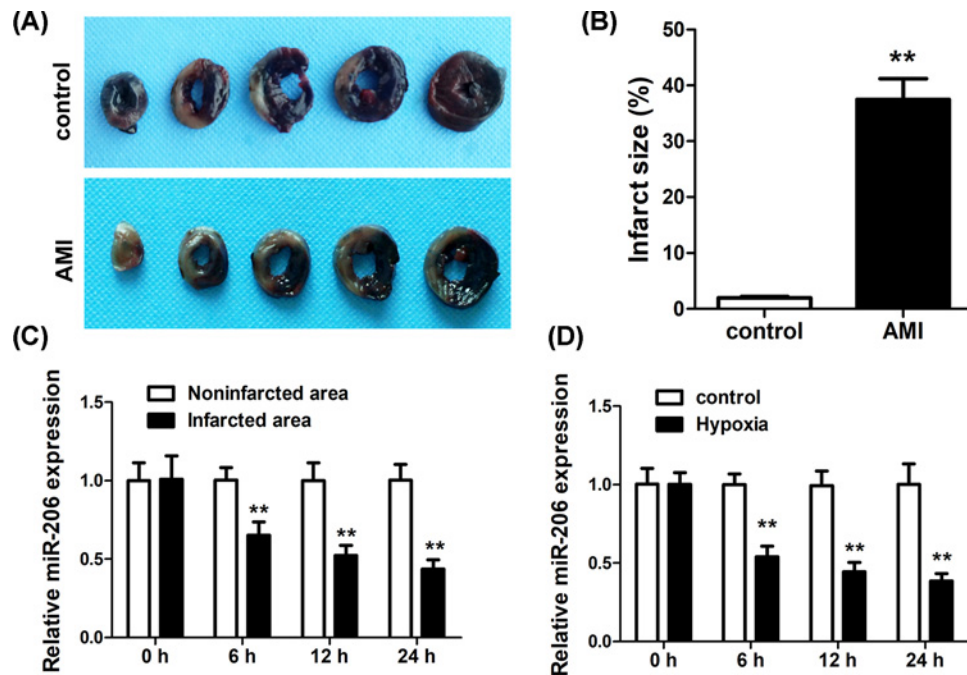 (A)
control
AMI
(B)
Infarct size (%)
50
40
30
20
10
0
**
control
AMI
(C)
Relative miR-206 expression
Noninfarcted area
Infarcted area
1.5
1.0
0.5
0.0
**
**
**
0 h
6 h
12 h
24 h
(D)
Relative miR-206 expression
control
Hypoxia
1.5
1.0
0.5
0.0
**
**
**
0 h
6 h
12 h
24 h